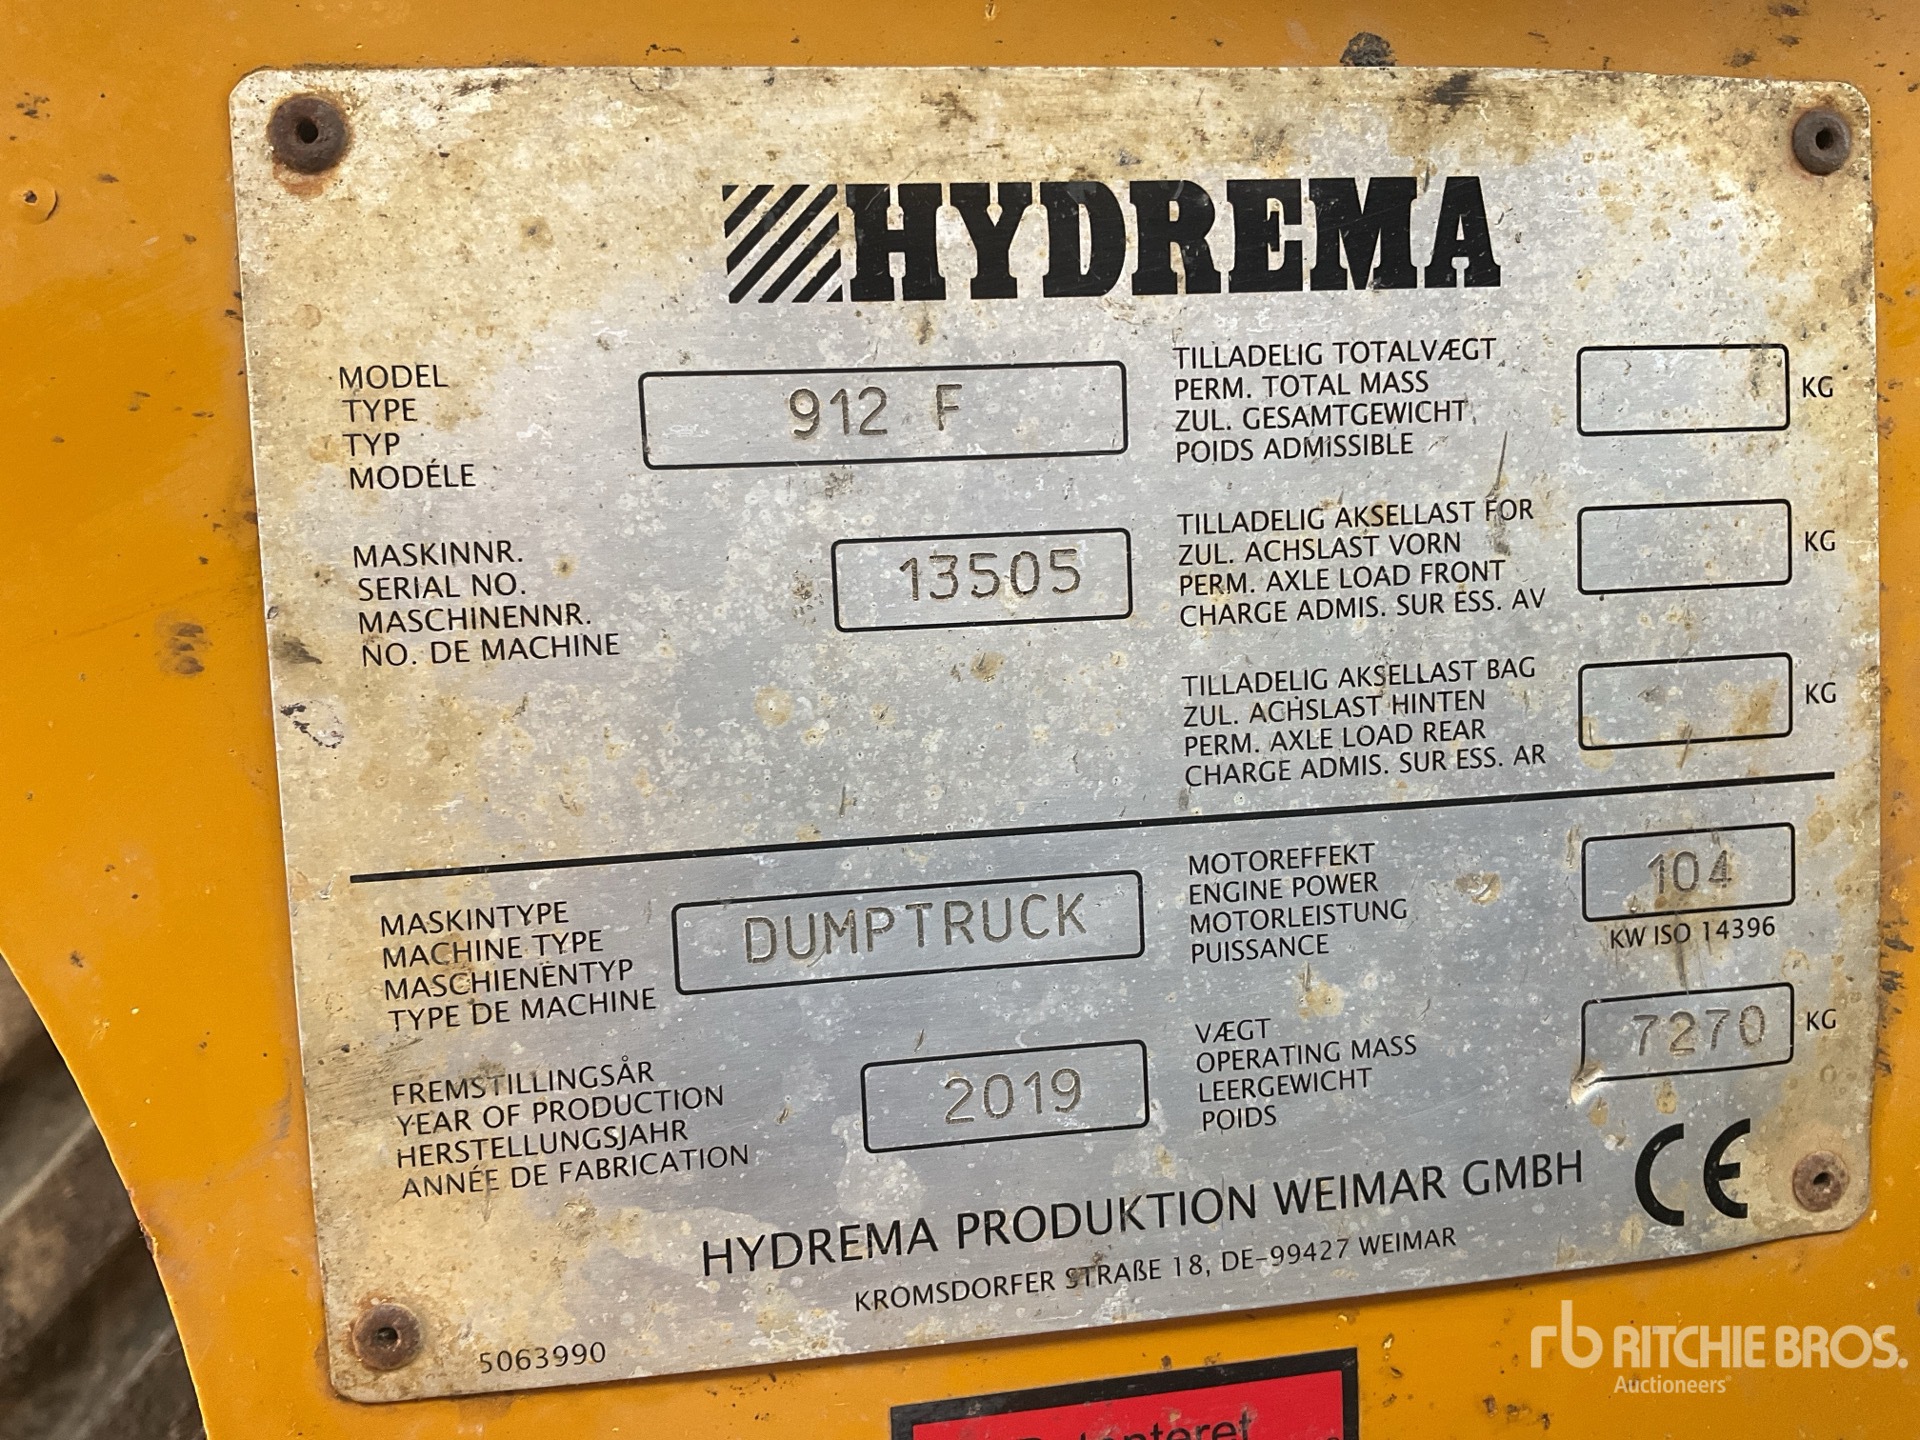 HYDREMA
MODEL
TYPE
TYP
MODÉLE
912 F
MASKINNR.
SERIAL NO.
MASCHINENNR.
NO. DE MACHINE
13505
TILLADELIG TOTALVÆGT
PERM. TOTAL MASS
ZUL. GESAMTGEWICHT
POIDS ADMISSIBLE
KG
TILLADELIG AKSELLAST FOR
ZUL. ACHSLAST VORN
PERM. AXLE LOAD FRONT
CHARGE ADMIS. SUR ESS. AV
KG
TILLADELIG AKSELLAST BAG
ZUL. ACHSLAST HINTEN
PERM. AXLE LOAD REAR
CHARGE ADMIS. SUR ESS. AR
KG
MASKINTYPE
MACHINE TYPE
MASCHIENENTYP
TYPE DE MACHINE
DUMPTRUCK
FREMSTILLINGSÅR
YEAR OF PRODUCTION
HERSTELLUNGSJAHR
ANNÉE DE FABRICATION
2019
MOTOREFFEKT
ENGINE POWER
MOTORLEISTUNG
PUISSANCE
104
KW ISO 14396
VÆGT
OPERATING MASS
LEERGEWICHT
POIDS
7270 KG
HYDREMA PRODUKTION WEIMAR GMBH
KROMSDORFER STRAßE 18, DE-99427 WEIMAR
CE
5063990
rb RITCHIE BROS.
Auctioneers